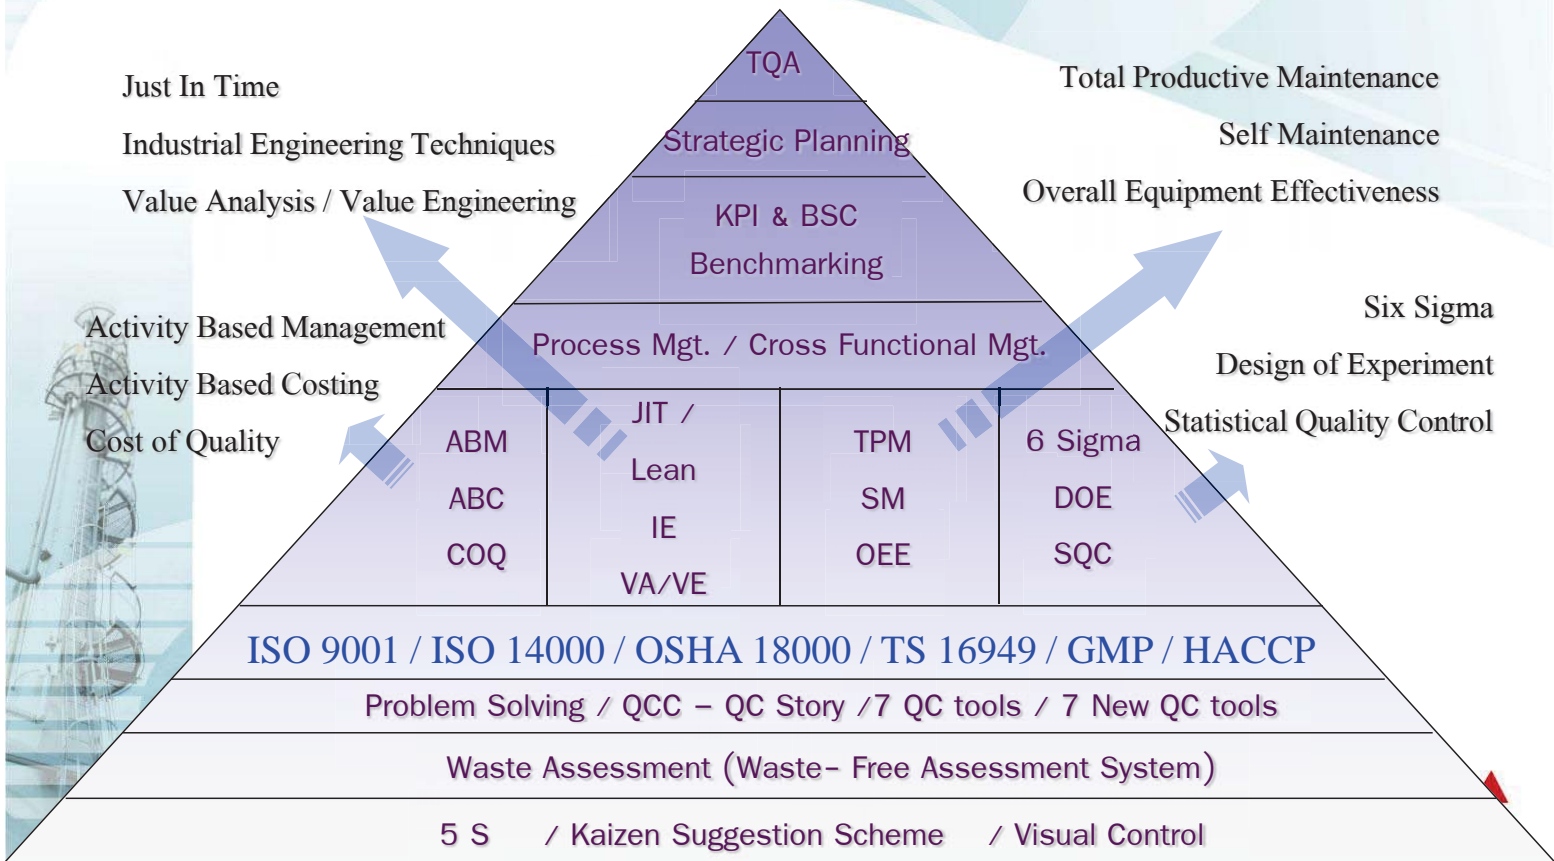 TQA
Strategic Planning
KPI & BSC
Benchmarking
Process Mgt. / Cross Functional Mgt.
Just In Time
Industrial Engineering Techniques
Value Analysis / Value Engineering
Total Productive Maintenance
Self Maintenance
Overall Equipment Effectiveness
Activity Based Management
Activity Based Costing
Cost of Quality
Six Sigma
Design of Experiment
Statistical Quality Control
ABM
ABC
COQ
JIT /
Lean
IE
VA/VE
TPM
SM
OEE
6 Sigma
DOE
SQC
ISO 9001 / ISO 14000 / OSHA 18000 / TS 16949 / GMP / HACCP
Problem Solving / QCC – QC Story /7 QC tools / 7 New QC tools
Waste Assessment (Waste– Free Assessment System)
5 S / Kaizen Suggestion Scheme / Visual Control